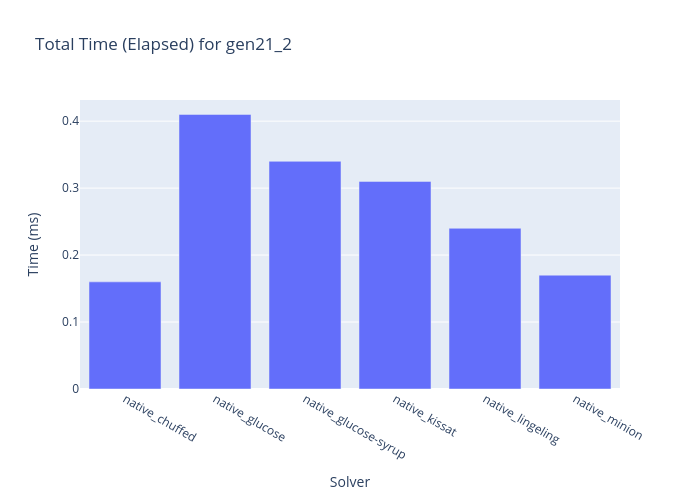 Total Time (Elapsed) for gen21_2
Time (ms)
0.4
0.3
0.2
0.1
0
native_chuffed
native_glucose
native_glucose-syrup
native_kissat
native_lingeling
native_minion
Solver